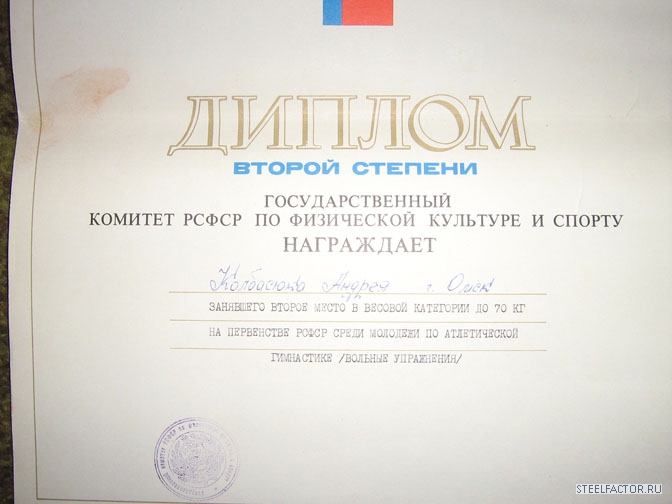 ДИПЛОМ
ВТОРОЙ СТЕПЕНИ
ГОСУДАРСТВЕННЫЙ
КОМИТЕТ РСФСР ПО ФИЗИЧЕСКОЙ КУЛЬТУРЕ И СПОРТУ
НАГРАЖДАЕТ
Колбасюка Андрея г. Омск
ЗАНЯВШЕГО ВТОРОЕ МЕСТО В ВЕСОВОЙ КАТЕГОРИИ ДО 70 КГ
НА ПЕРВЕНСТВЕ РСФСР СРЕДИ МОЛОДЕЖИ ПО АТЛЕТИЧЕСКОЙ
ГИМНАСТИКЕ /ВОЛЬНЫЕ УПРАЖНЕНИЯ/
STEELFACTOR.RU